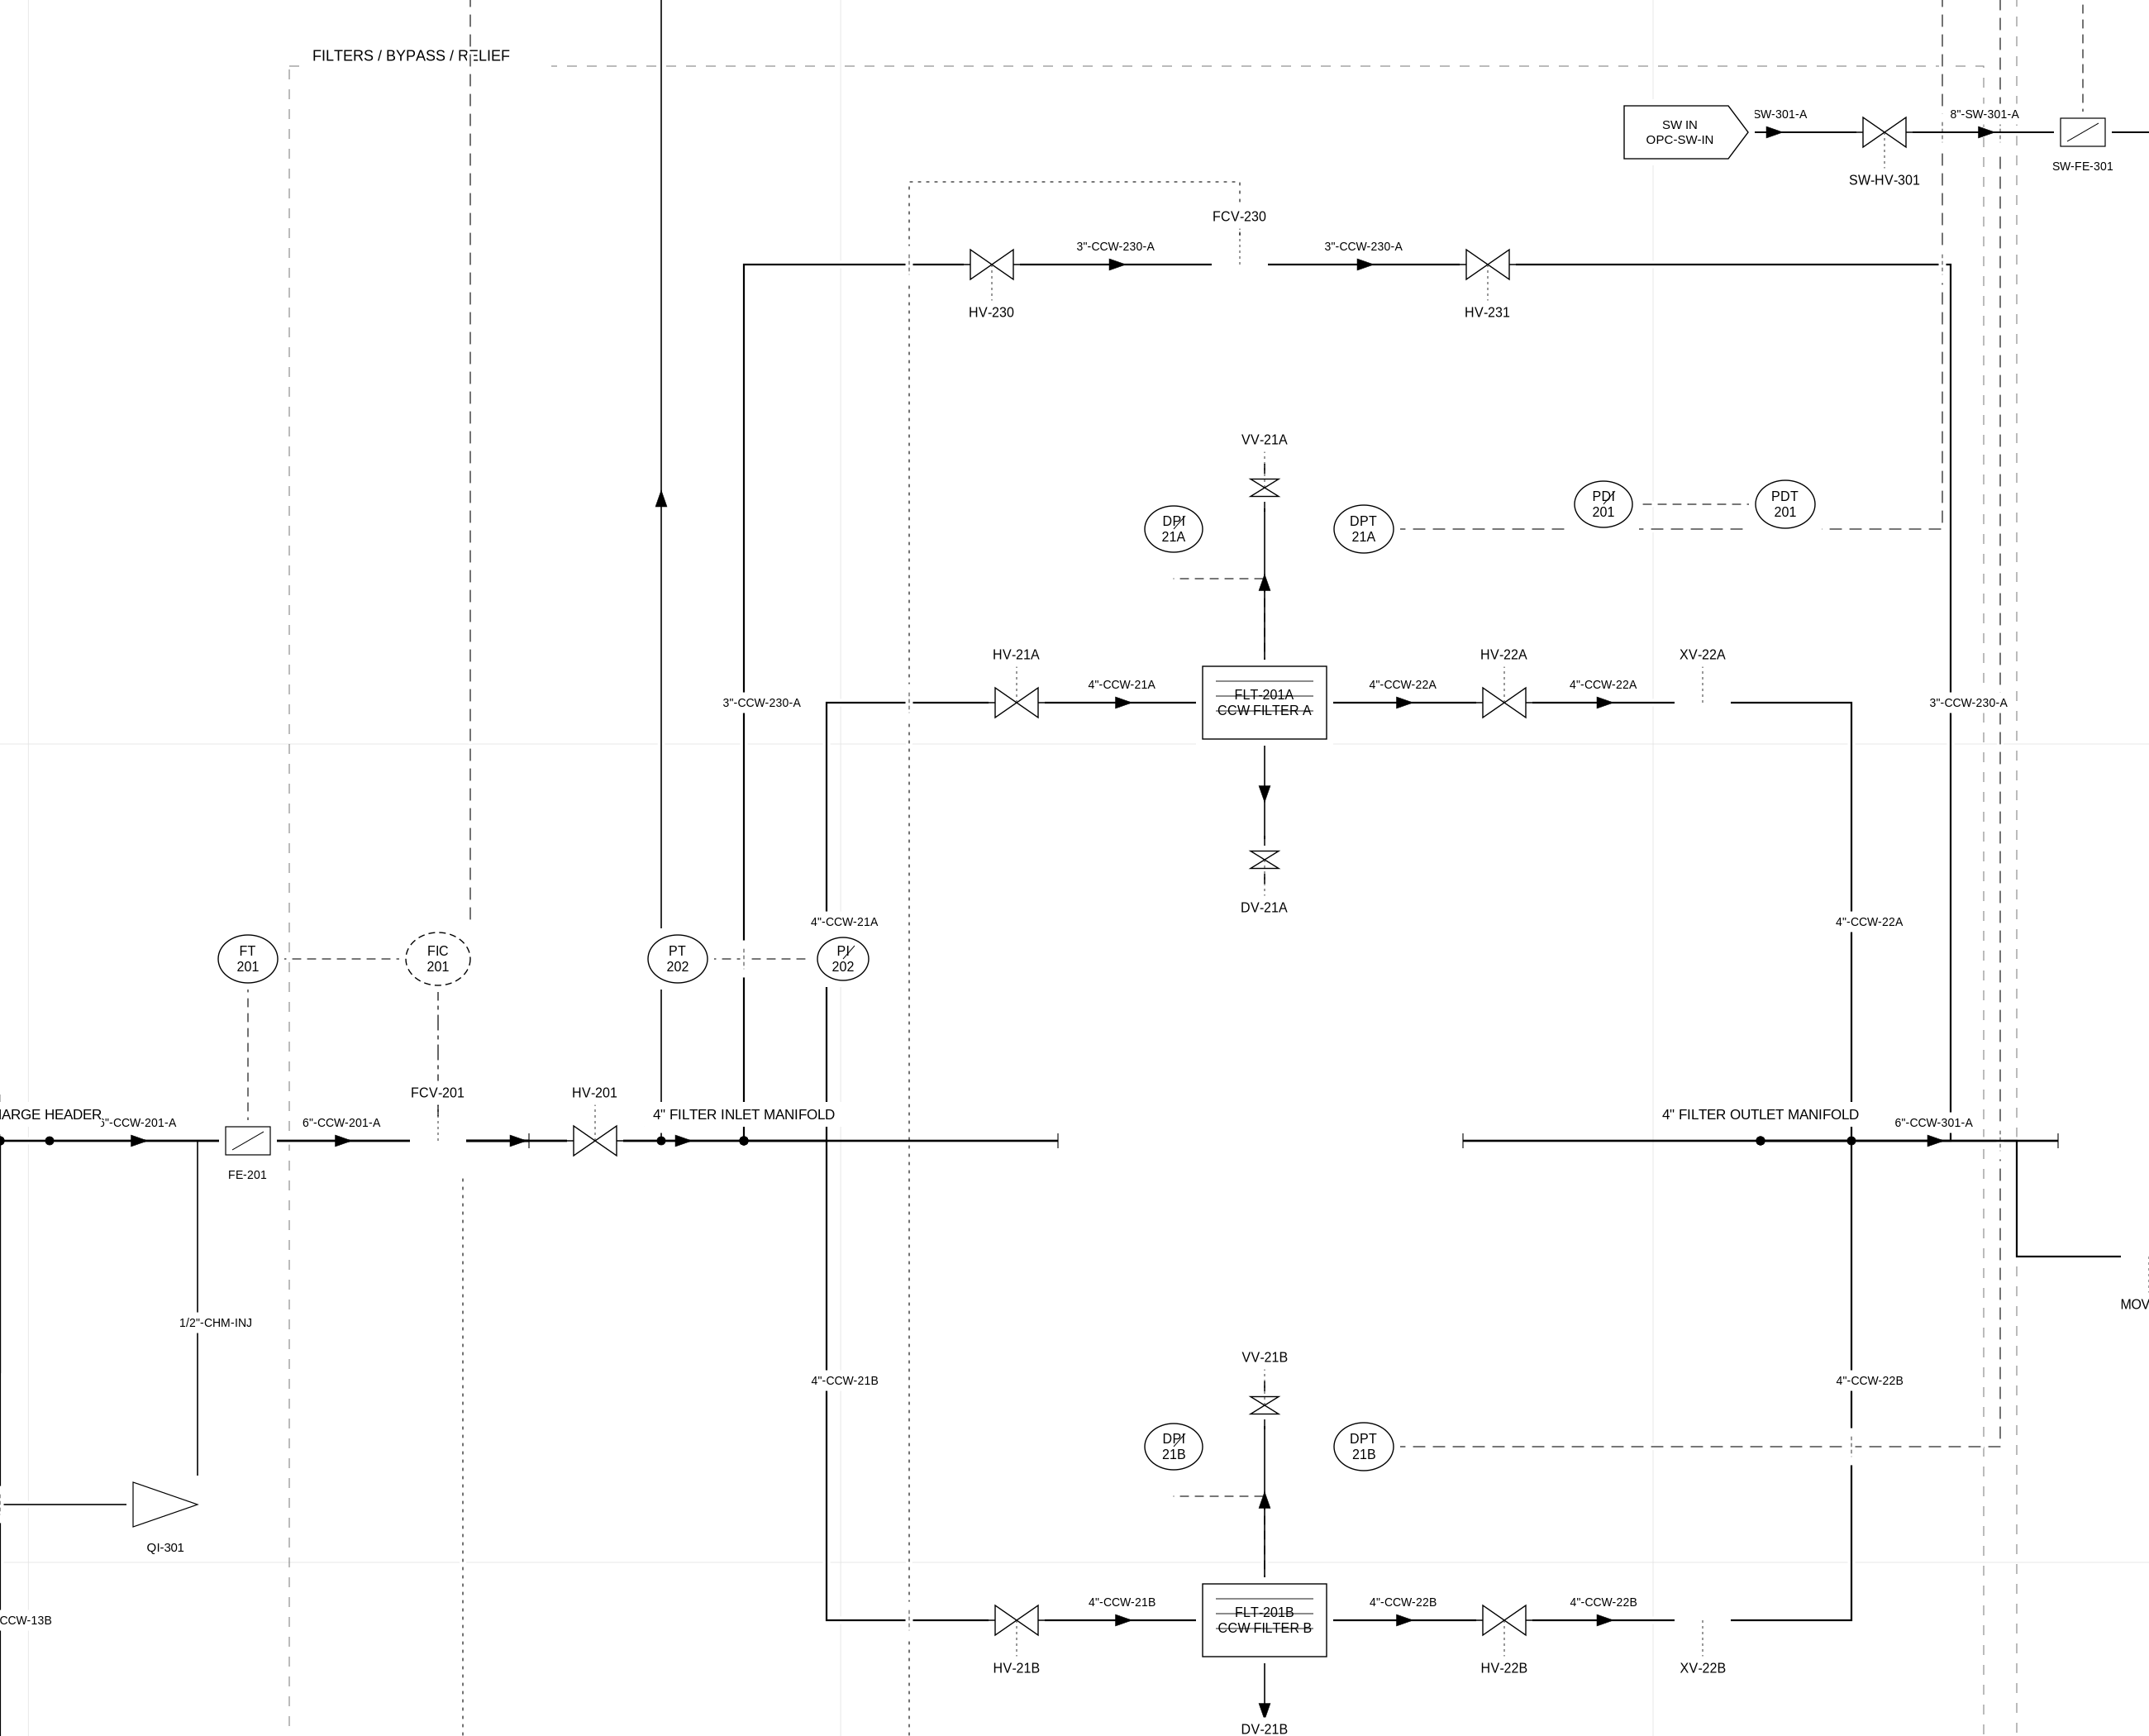 FILTERS / BYPASS / RELIEF
SW IN
OPC-SW-IN
SW-301-A
8"-SW-301-A
SW-HV-301
SW-FE-301
FCV-230
3"-CCW-230-A
3"-CCW-230-A
HV-230
HV-231
VV-21A
DPI
21A
DPT
21A
PDI
201
PDT
201
HV-21A
4"-CCW-21A
FLT-201A
CCW FILTER A
4"-CCW-22A
HV-22A
4"-CCW-22A
XV-22A
3"-CCW-230-A
3"-CCW-230-A
DV-21A
4"-CCW-21A
4"-CCW-22A
FT
201
FIC
201
PT
202
PI
202
FCV-201
HV-201
ARGE HEADER
"-CCW-201-A
6"-CCW-201-A
4" FILTER INLET MANIFOLD
4" FILTER OUTLET MANIFOLD
6"-CCW-301-A
FE-201
MOV
1/2"-CHM-INJ
VV-21B
4"-CCW-21B
4"-CCW-22B
DPI
21B
DPT
21B
QI-301
CCW-13B
4"-CCW-21B
FLT-201B
CCW FILTER B
4"-CCW-22B
4"-CCW-22B
HV-21B
HV-22B
XV-22B
DV-21B